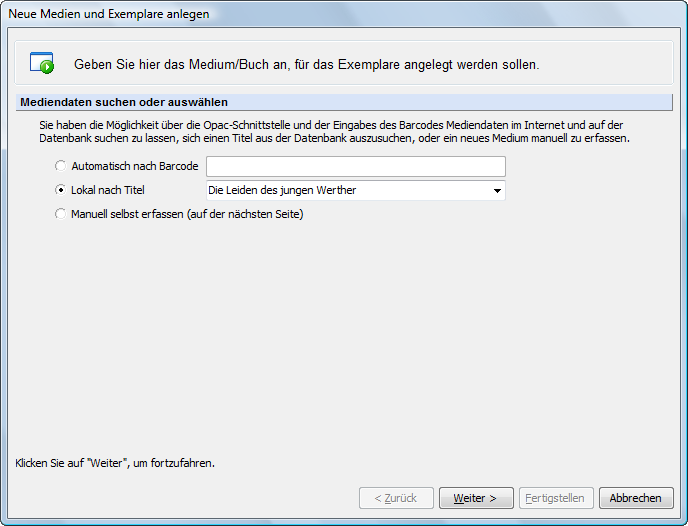 Neue Medien und Exemplare anlegen
Geben Sie hier das Medium/Buch an, für das Exemplare angelegt werden sollen.
Mediendaten suchen oder auswählen
Sie haben die Möglichkeit über die Opac-Schnittstelle und der Eingabes des Barcodes Mediendaten im Internet und auf der
Datenbank suchen zu lassen, sich einen Titel aus der Datenbank auszusuchen, oder ein neues Medium manuell zu erfassen.
Automatisch nach Barcode
Lokal nach Titel Die Leiden des jungen Werther
Manuell selbst erfassen (auf der nächsten Seite)
Klicken Sie auf "Weiter", um fortzufahren.
< Zurück Weiter > Fertigstellen Abbrechen